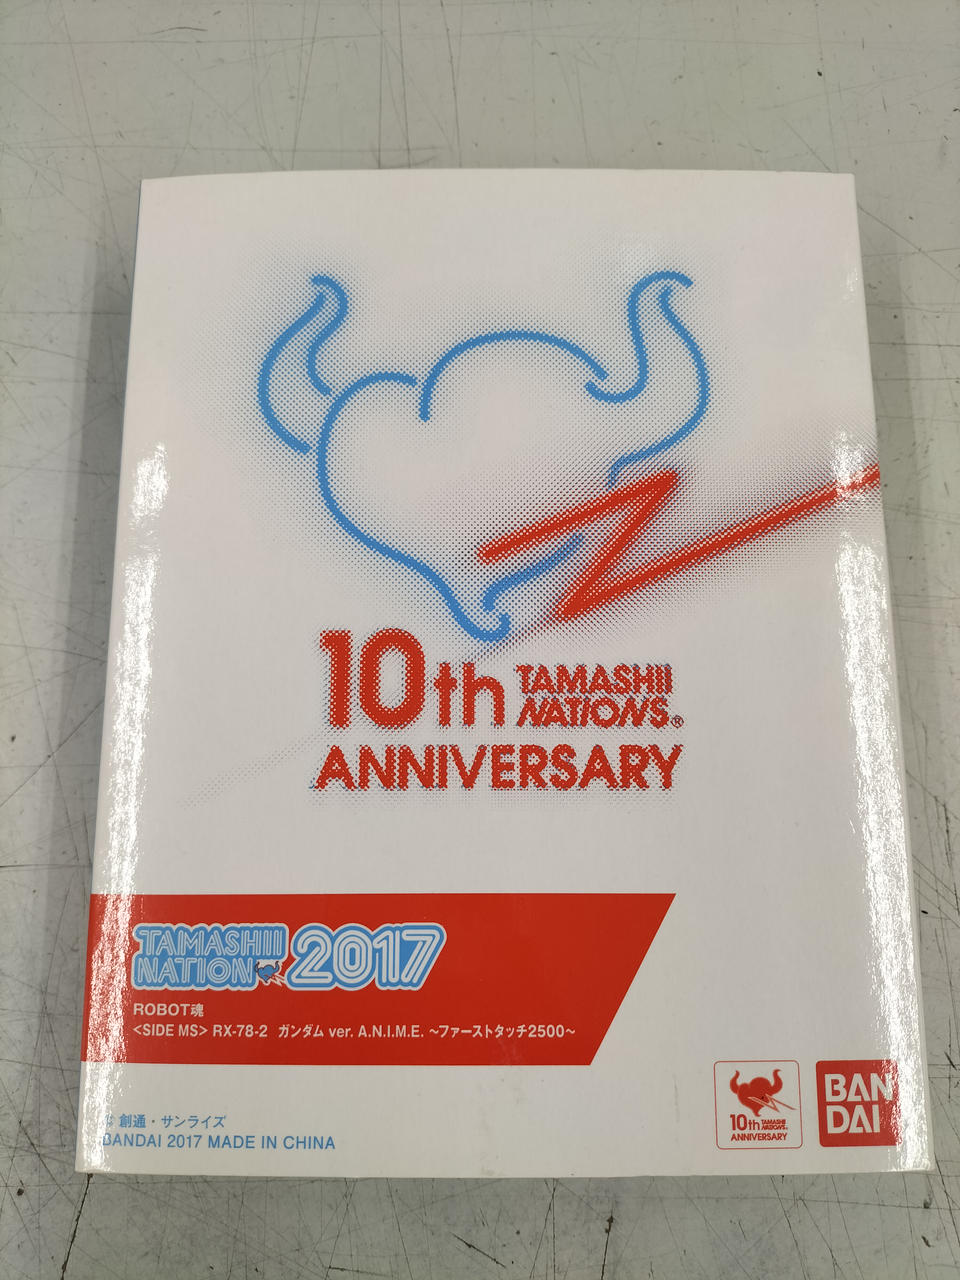 10th TAMASHII NATIONS®
ANNIVERSARY
TAMASHII NATION 2017
ROBOT魂
<SIDE MS> RX-78-2 ガンダム ver. A.N.I.M.E. ~ファーストタッチ2500~
創通・サンライズ
BANDAI 2017 MADE IN CHINA
10th TAMASHII NATIONS
ANNIVERSARY
BAN
DAI